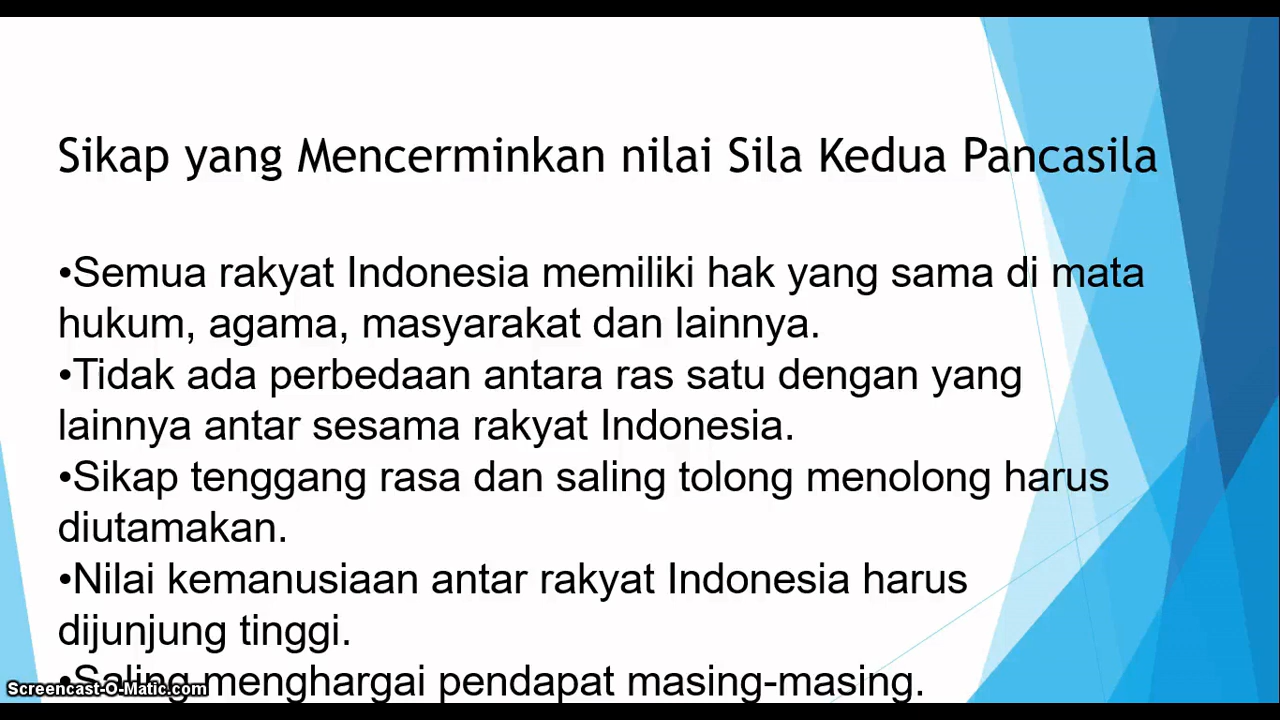 Sikap yang Mencerminkan nilai Sila Kedua Pancasila
•Semua rakyat Indonesia memiliki hak yang sama di mata
hukum, agama, masyarakat dan lainnya.
•Tidak ada perbedaan antara ras satu dengan yang
lainnya antar sesama rakyat Indonesia.
•Sikap tenggang rasa dan saling tolong menolong harus
diutamakan.
•Nilai kemanusiaan antar rakyat Indonesia harus
dijunjung tinggi.
•Saling menghargai pendapat masing-masing.
Screencast-O-Matic.com